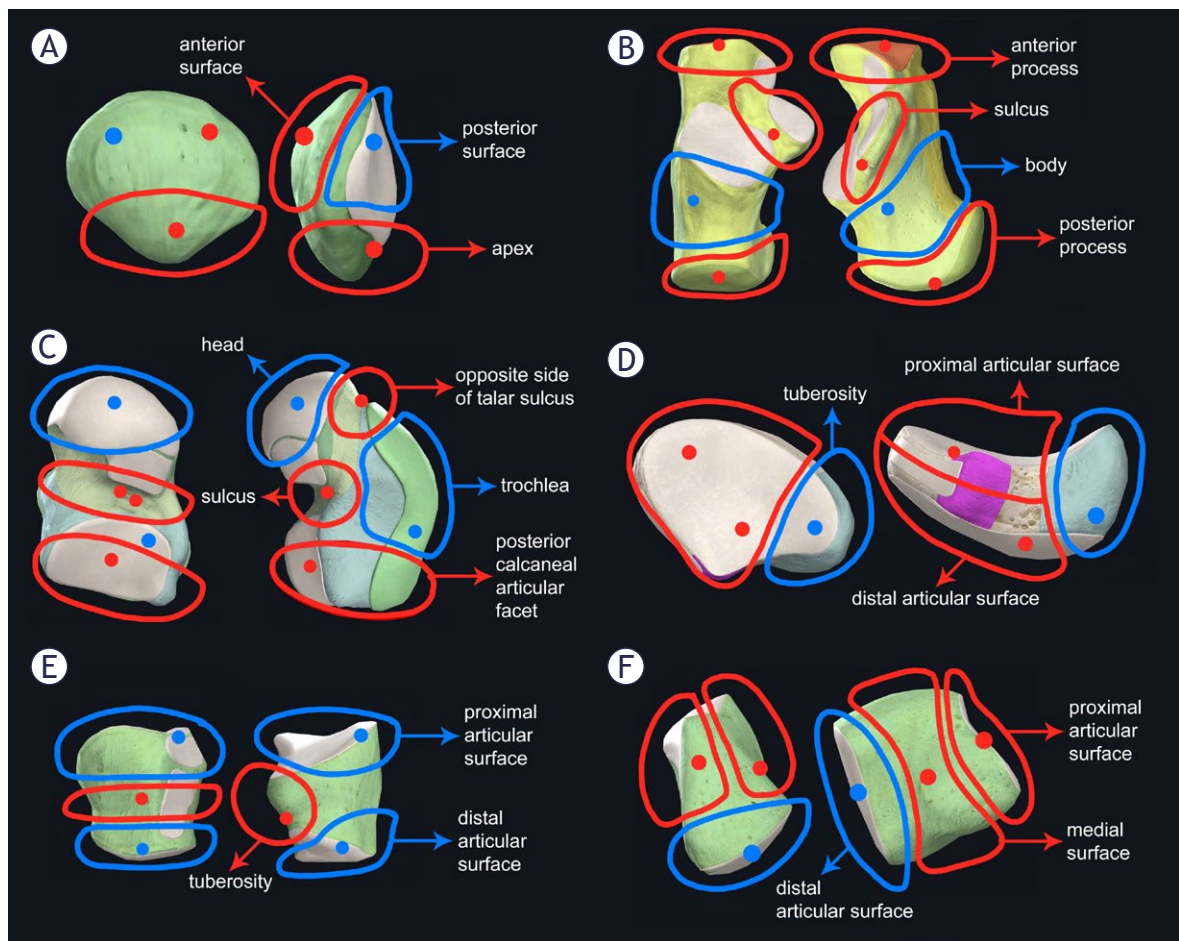 A
anterior
surface
posterior
surface
apex
B
anterior
process
sulcus
body
posterior
process
C
head
opposite side
of talar sulcus
sulcus
trochlea
posterior
calcaneal
articular
facet
D
proximal articular surface
tuberosity
distal articular surface
E
proximal
articular
surface
distal
articular
surface
tuberosity
F
proximal
articular
surface
medial
surface
distal
articular surface